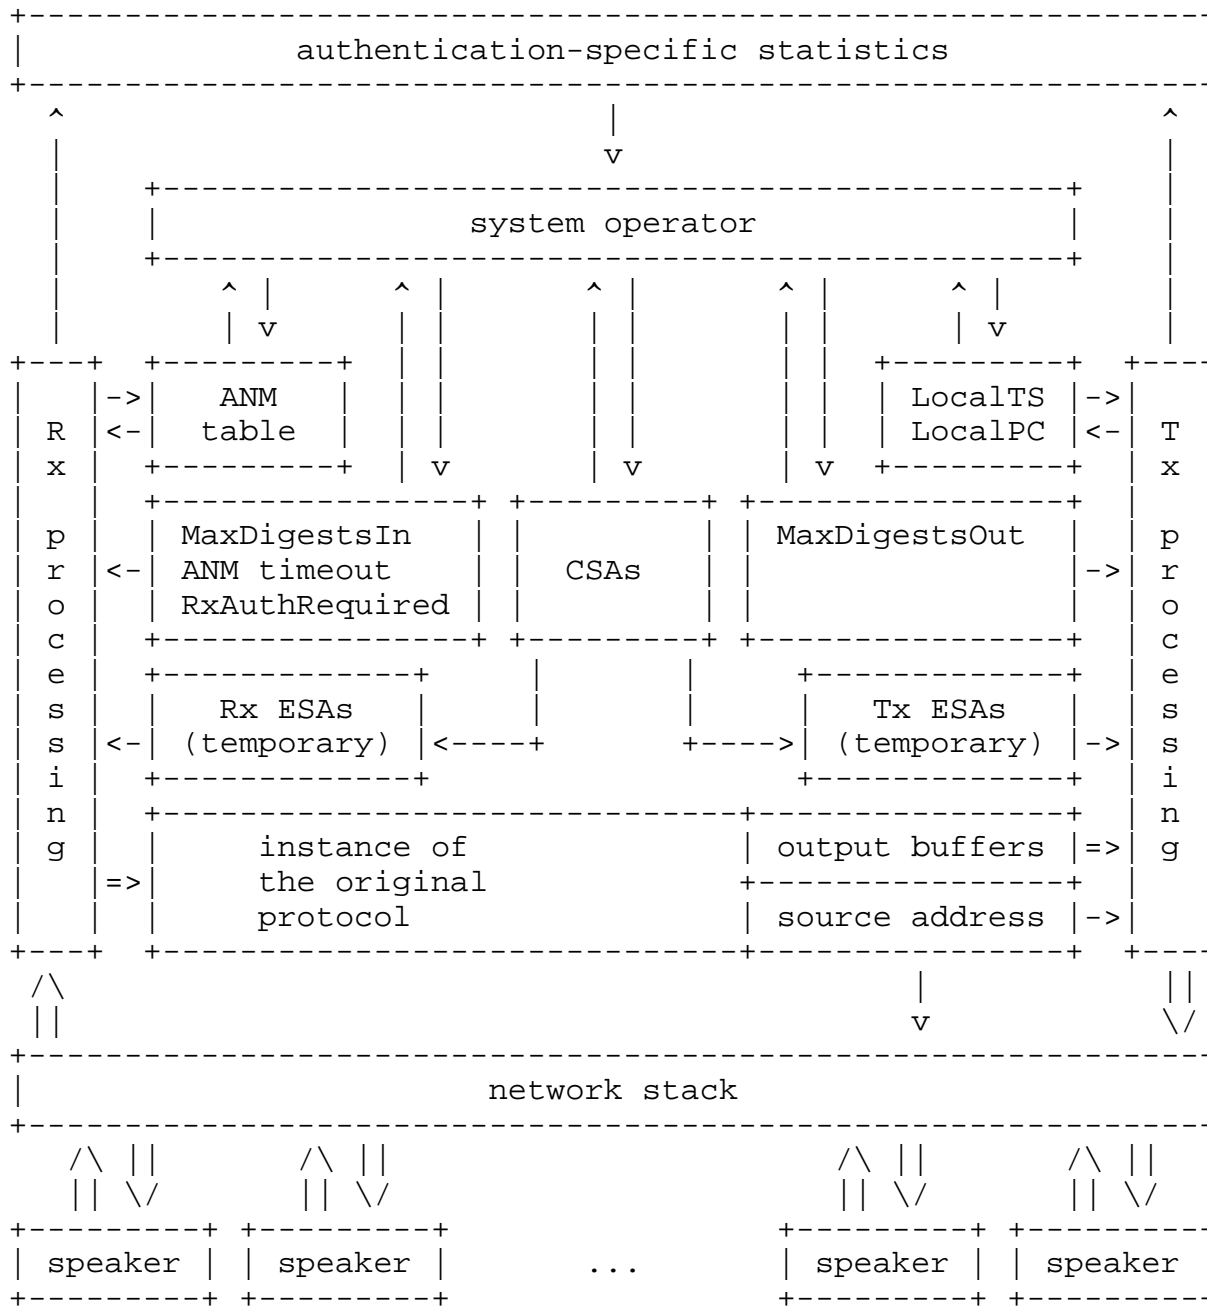 authentication-specific statistics
system operator
ANM LocalTS
R table LocalPC T
x x
p MaxDigestsIn MaxDigestsOut p
r ANM timeout CSAs r
o RxAuthRequired o
c c
e e
s Rx ESAs Tx ESAs s
s (temporary) (temporary) s
i i
n n
g instance of output buffers g
the original
protocol source address
network stack
speaker speaker ... speaker speaker